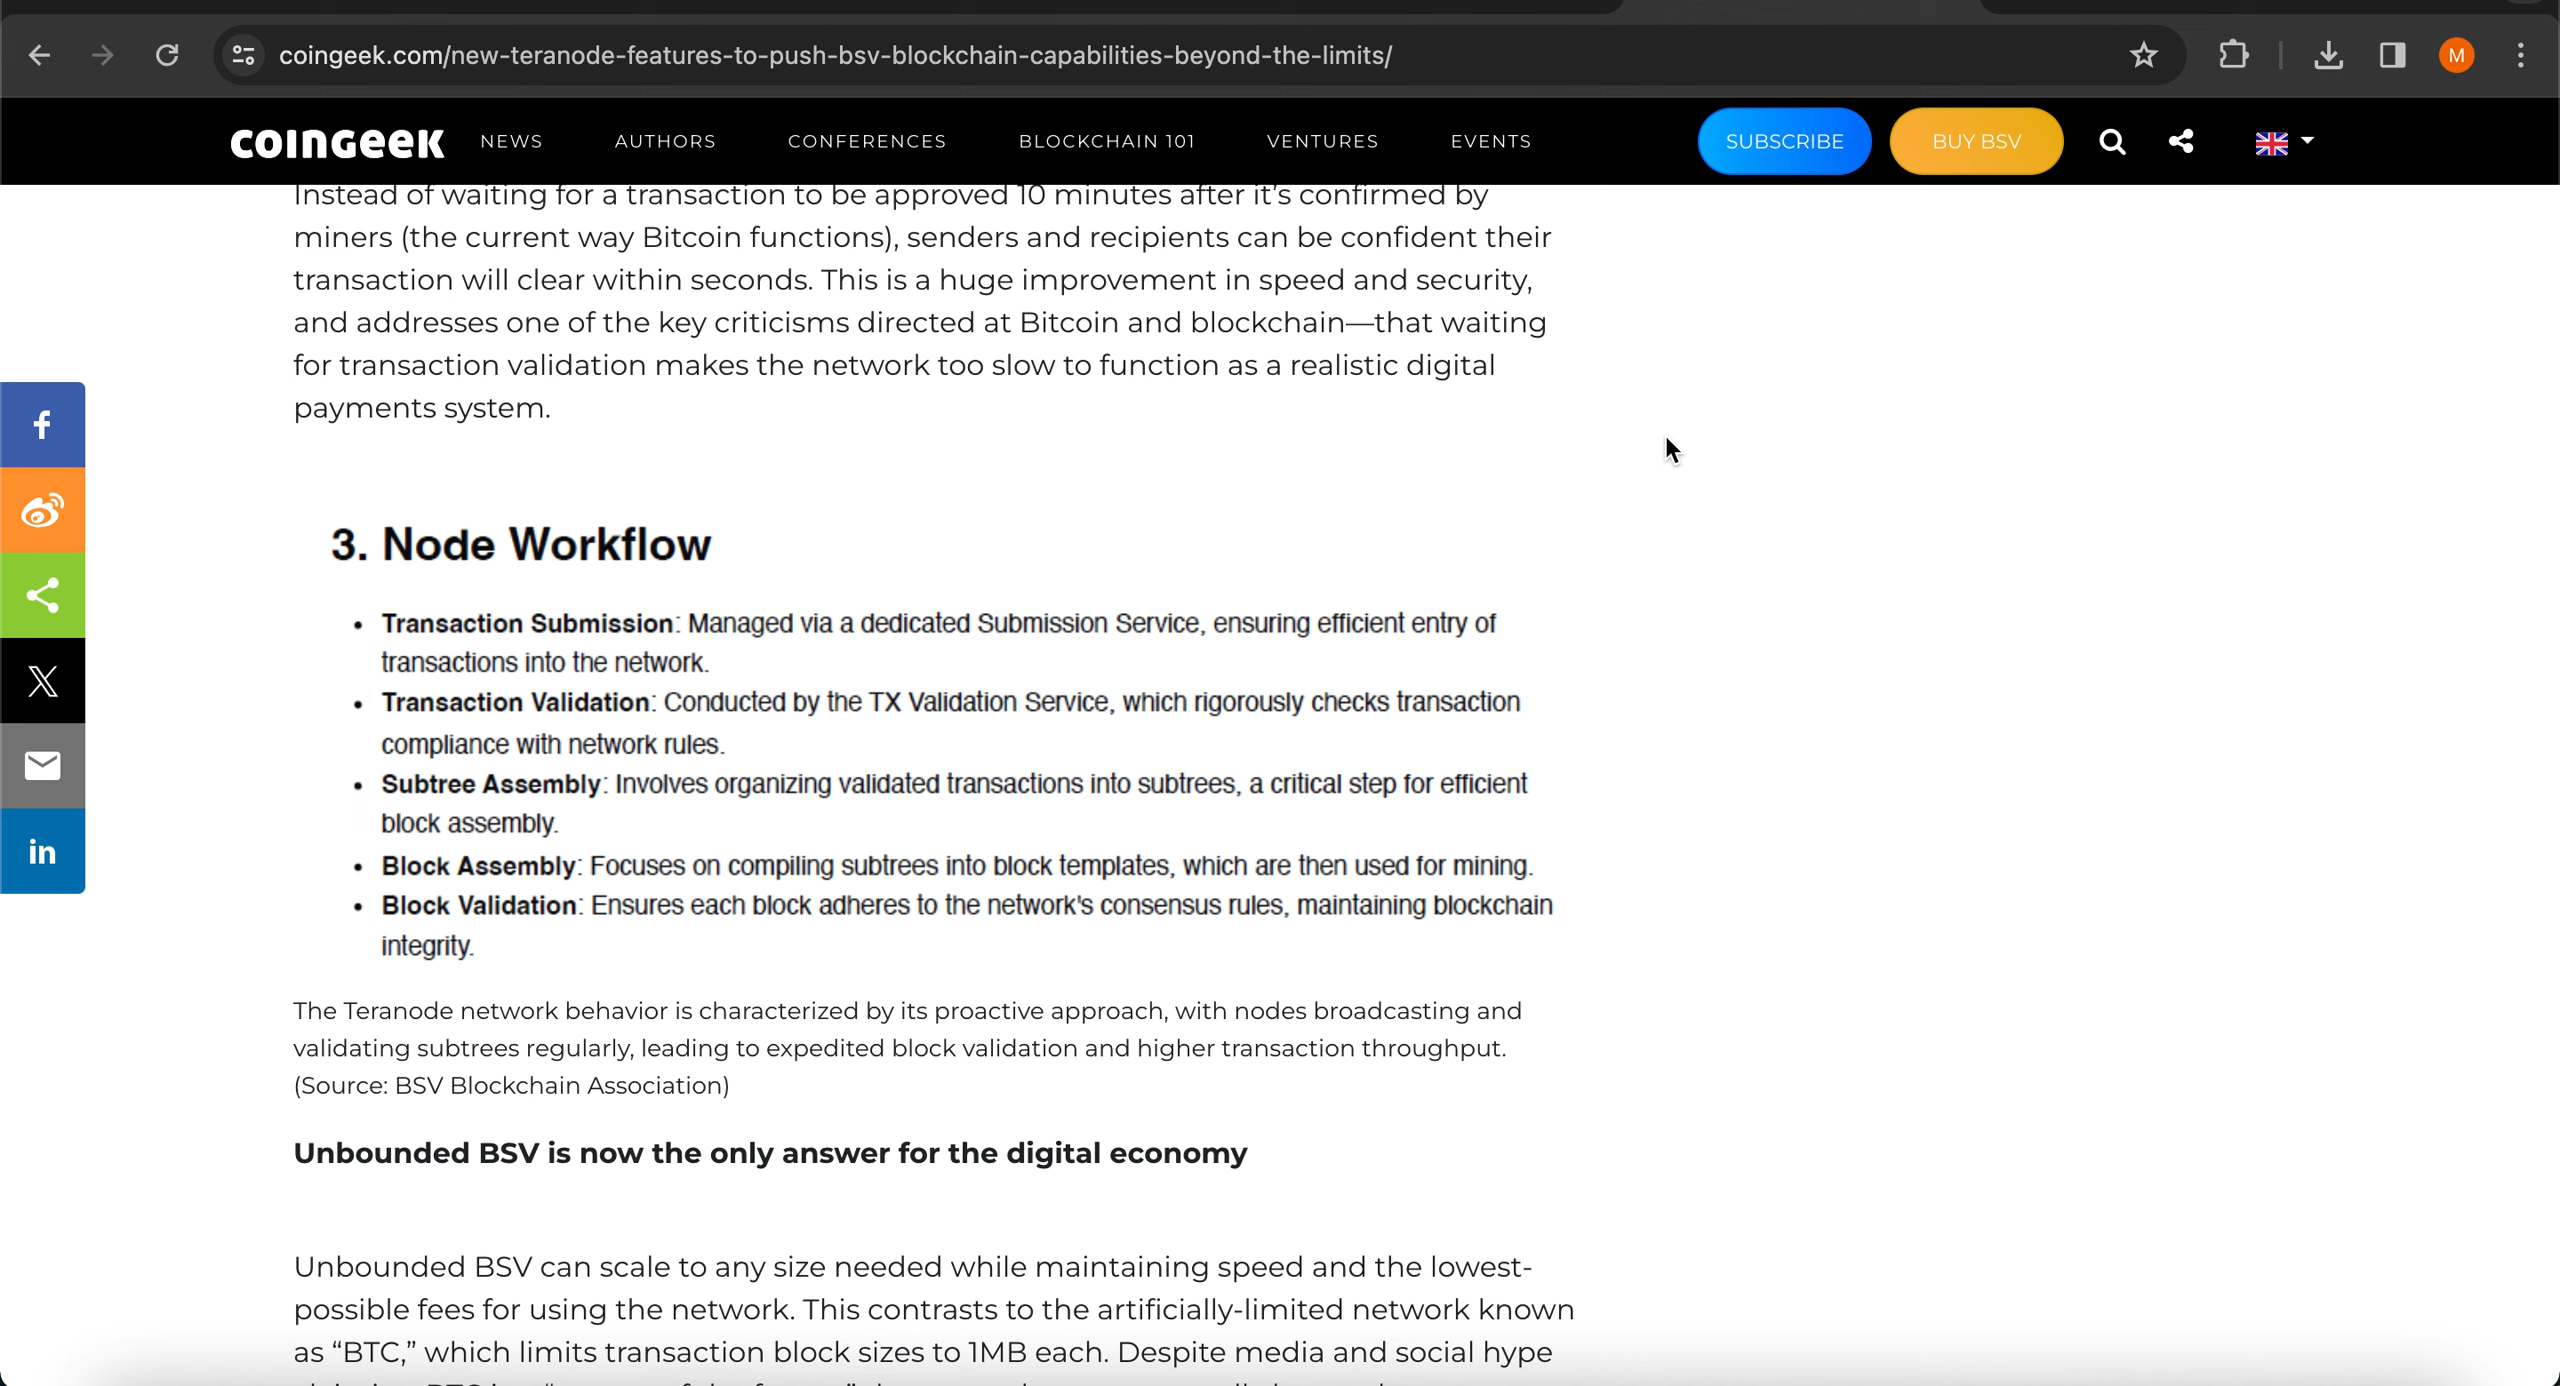 coingeek.com/new-teranode-features-to-push-bsv-blockchain-capabilities-beyond-the-limits/
M
COINGEEK
NEWS
AUTHORS
CONFERENCES
BLOCKCHAIN 101
VENTURES
EVENTS
SUBSCRIBE
BUY BSV
Instead of waiting for a transaction to be approved 10 minutes after it's confirmed by
miners (the current way Bitcoin functions), senders and recipients can be confident their
transaction will clear within seconds. This is a huge improvement in speed and security,
and addresses one of the key criticisms directed at Bitcoin and blockchain—that waiting
for transaction validation makes the network too slow to function as a realistic digital
payments system.
3. Node Workflow
• Transaction Submission: Managed via a dedicated Submission Service, ensuring efficient entry of
transactions into the network.
• Transaction Validation: Conducted by the TX Validation Service, which rigorously checks transaction
compliance with network rules.
• Subtree Assembly: Involves organizing validated transactions into subtrees, a critical step for efficient
block assembly.
• Block Assembly: Focuses on compiling subtrees into block templates, which are then used for mining.
• Block Validation: Ensures each block adheres to the network's consensus rules, maintaining blockchain
integrity.
The Teranode network behavior is characterized by its proactive approach, with nodes broadcasting and
validating subtrees regularly, leading to expedited block validation and higher transaction throughput.
(Source: BSV Blockchain Association)
Unbounded BSV is now the only answer for the digital economy
Unbounded BSV can scale to any size needed while maintaining speed and the lowest-
possible fees for using the network. This contrasts to the artificially-limited network known
as “BTC,” which limits transaction block sizes to 1MB each. Despite media and social hype